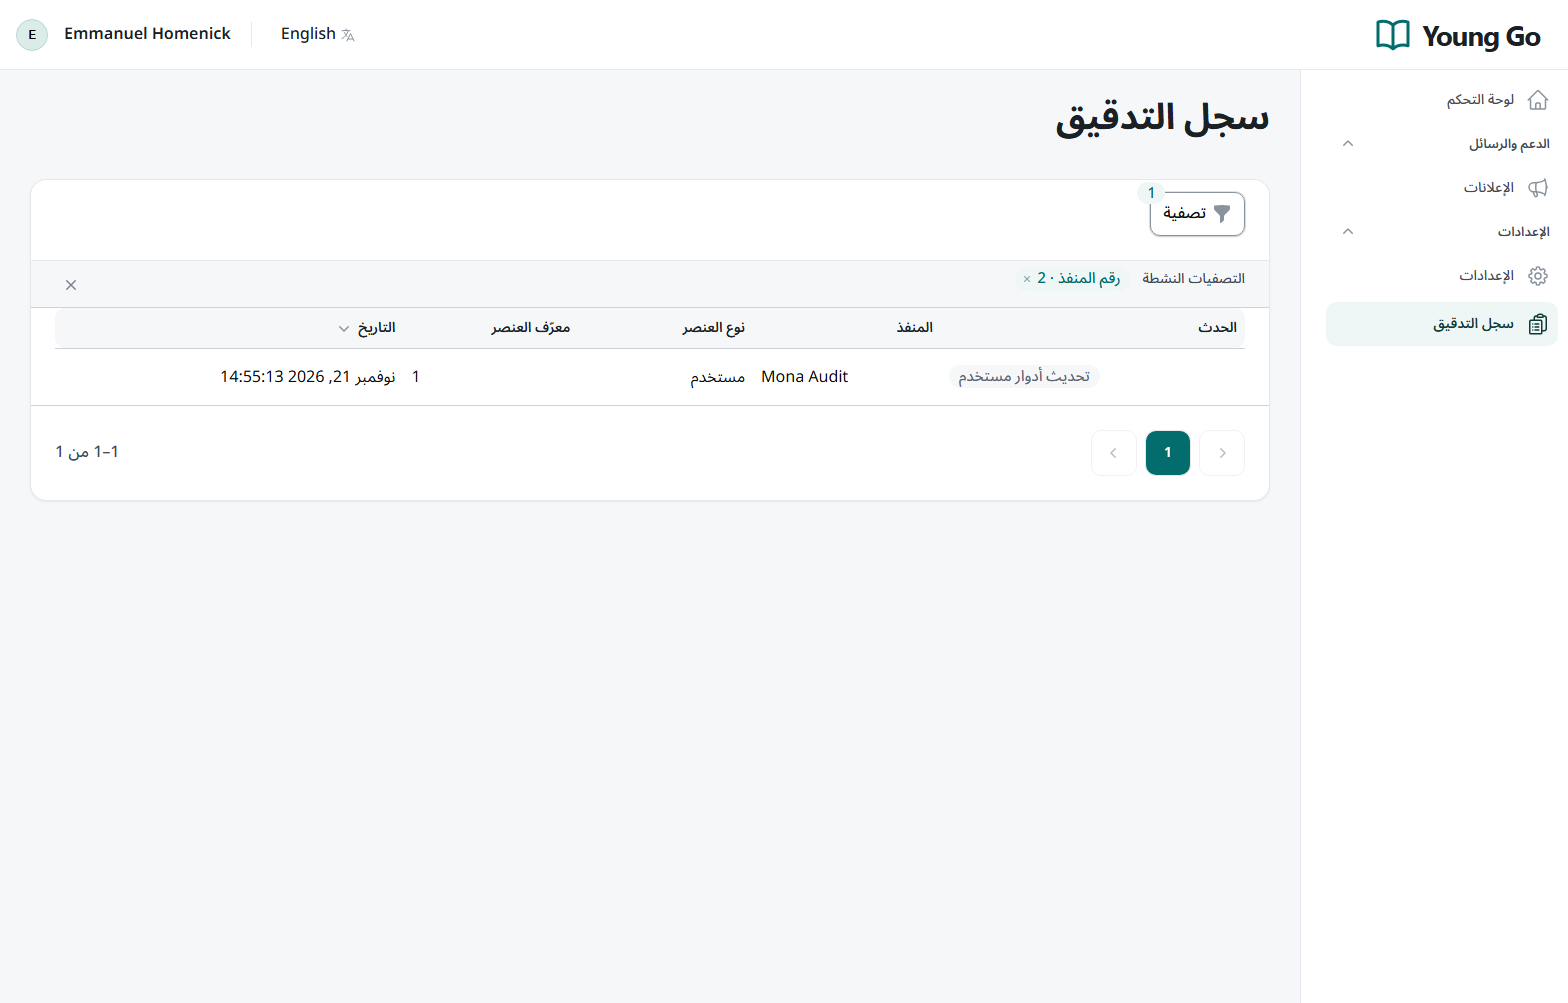 Young Go
English
Emmanuel Homenick
E
لوحة التحكم
الدعم والرسائل
الإعلانات
الإعدادات
الإعدادات
سجل التدقيق
سجل التدقيق
تصفية
1
التصفيات النشطة رقم المنفذ · 2 ×
الحدث المنفذ نوع العنصر معرّف العنصر التاريخ
تحديث أدوار مستخدم Mona Audit مستخدم 1 نوفمبر 21, 2026 14:55:13
1
1–1 من 1